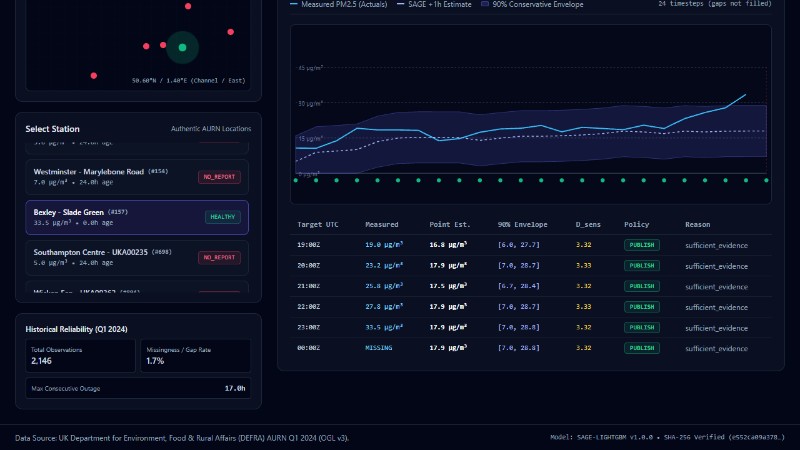 50.60°N / 1.40°E (Channel / East)
Select Station
Authentic AURN Locations
Westminster - Marylebone Road (#154)
7.0 µg/m³ • 24.0h age
NO_REPORT
Bexley - Slade Green (#157)
33.5 µg/m³ • 0.0h age
HEALTHY
Southampton Centre - UKA00235 (#698)
5.0 µg/m³ • 24.0h age
NO_REPORT
Historical Reliability (Q1 2024)
Total Observations
2,146
Missingness / Gap Rate
1.7%
Max Consecutive Outage
17.0h
Measured PM2.5 (Actuals)
SAGE +1h Estimate
90% Conservative Envelope
24 timesteps (gaps not filled)
45 µg/m³
30 µg/m³
15 µg/m³
0 µg/m³
Target UTC Measured Point Est. 90% Envelope D_sens Policy Reason
19:00Z 19.0 µg/m³ 16.8 µg/m³ [6.0, 27.7] 3.32 PUBLISH sufficient_evidence
20:00Z 23.2 µg/m³ 17.9 µg/m³ [7.0, 28.7] 3.33 PUBLISH sufficient_evidence
21:00Z 25.8 µg/m³ 17.5 µg/m³ [6.7, 28.4] 3.32 PUBLISH sufficient_evidence
22:00Z 27.8 µg/m³ 17.9 µg/m³ [7.0, 28.7] 3.33 PUBLISH sufficient_evidence
23:00Z 33.5 µg/m³ 17.9 µg/m³ [7.0, 28.8] 3.32 PUBLISH sufficient_evidence
00:00Z MISSING 17.9 µg/m³ [7.0, 28.8] 3.32 PUBLISH sufficient_evidence
Data Source: UK Department for Environment, Food & Rural Affairs (DEFRA) AURN Q1 2024 (OGL v3).
Model: SAGE-LIGHTGBM v1.0.0 • SHA-256 Verified (e552ca09a378…)